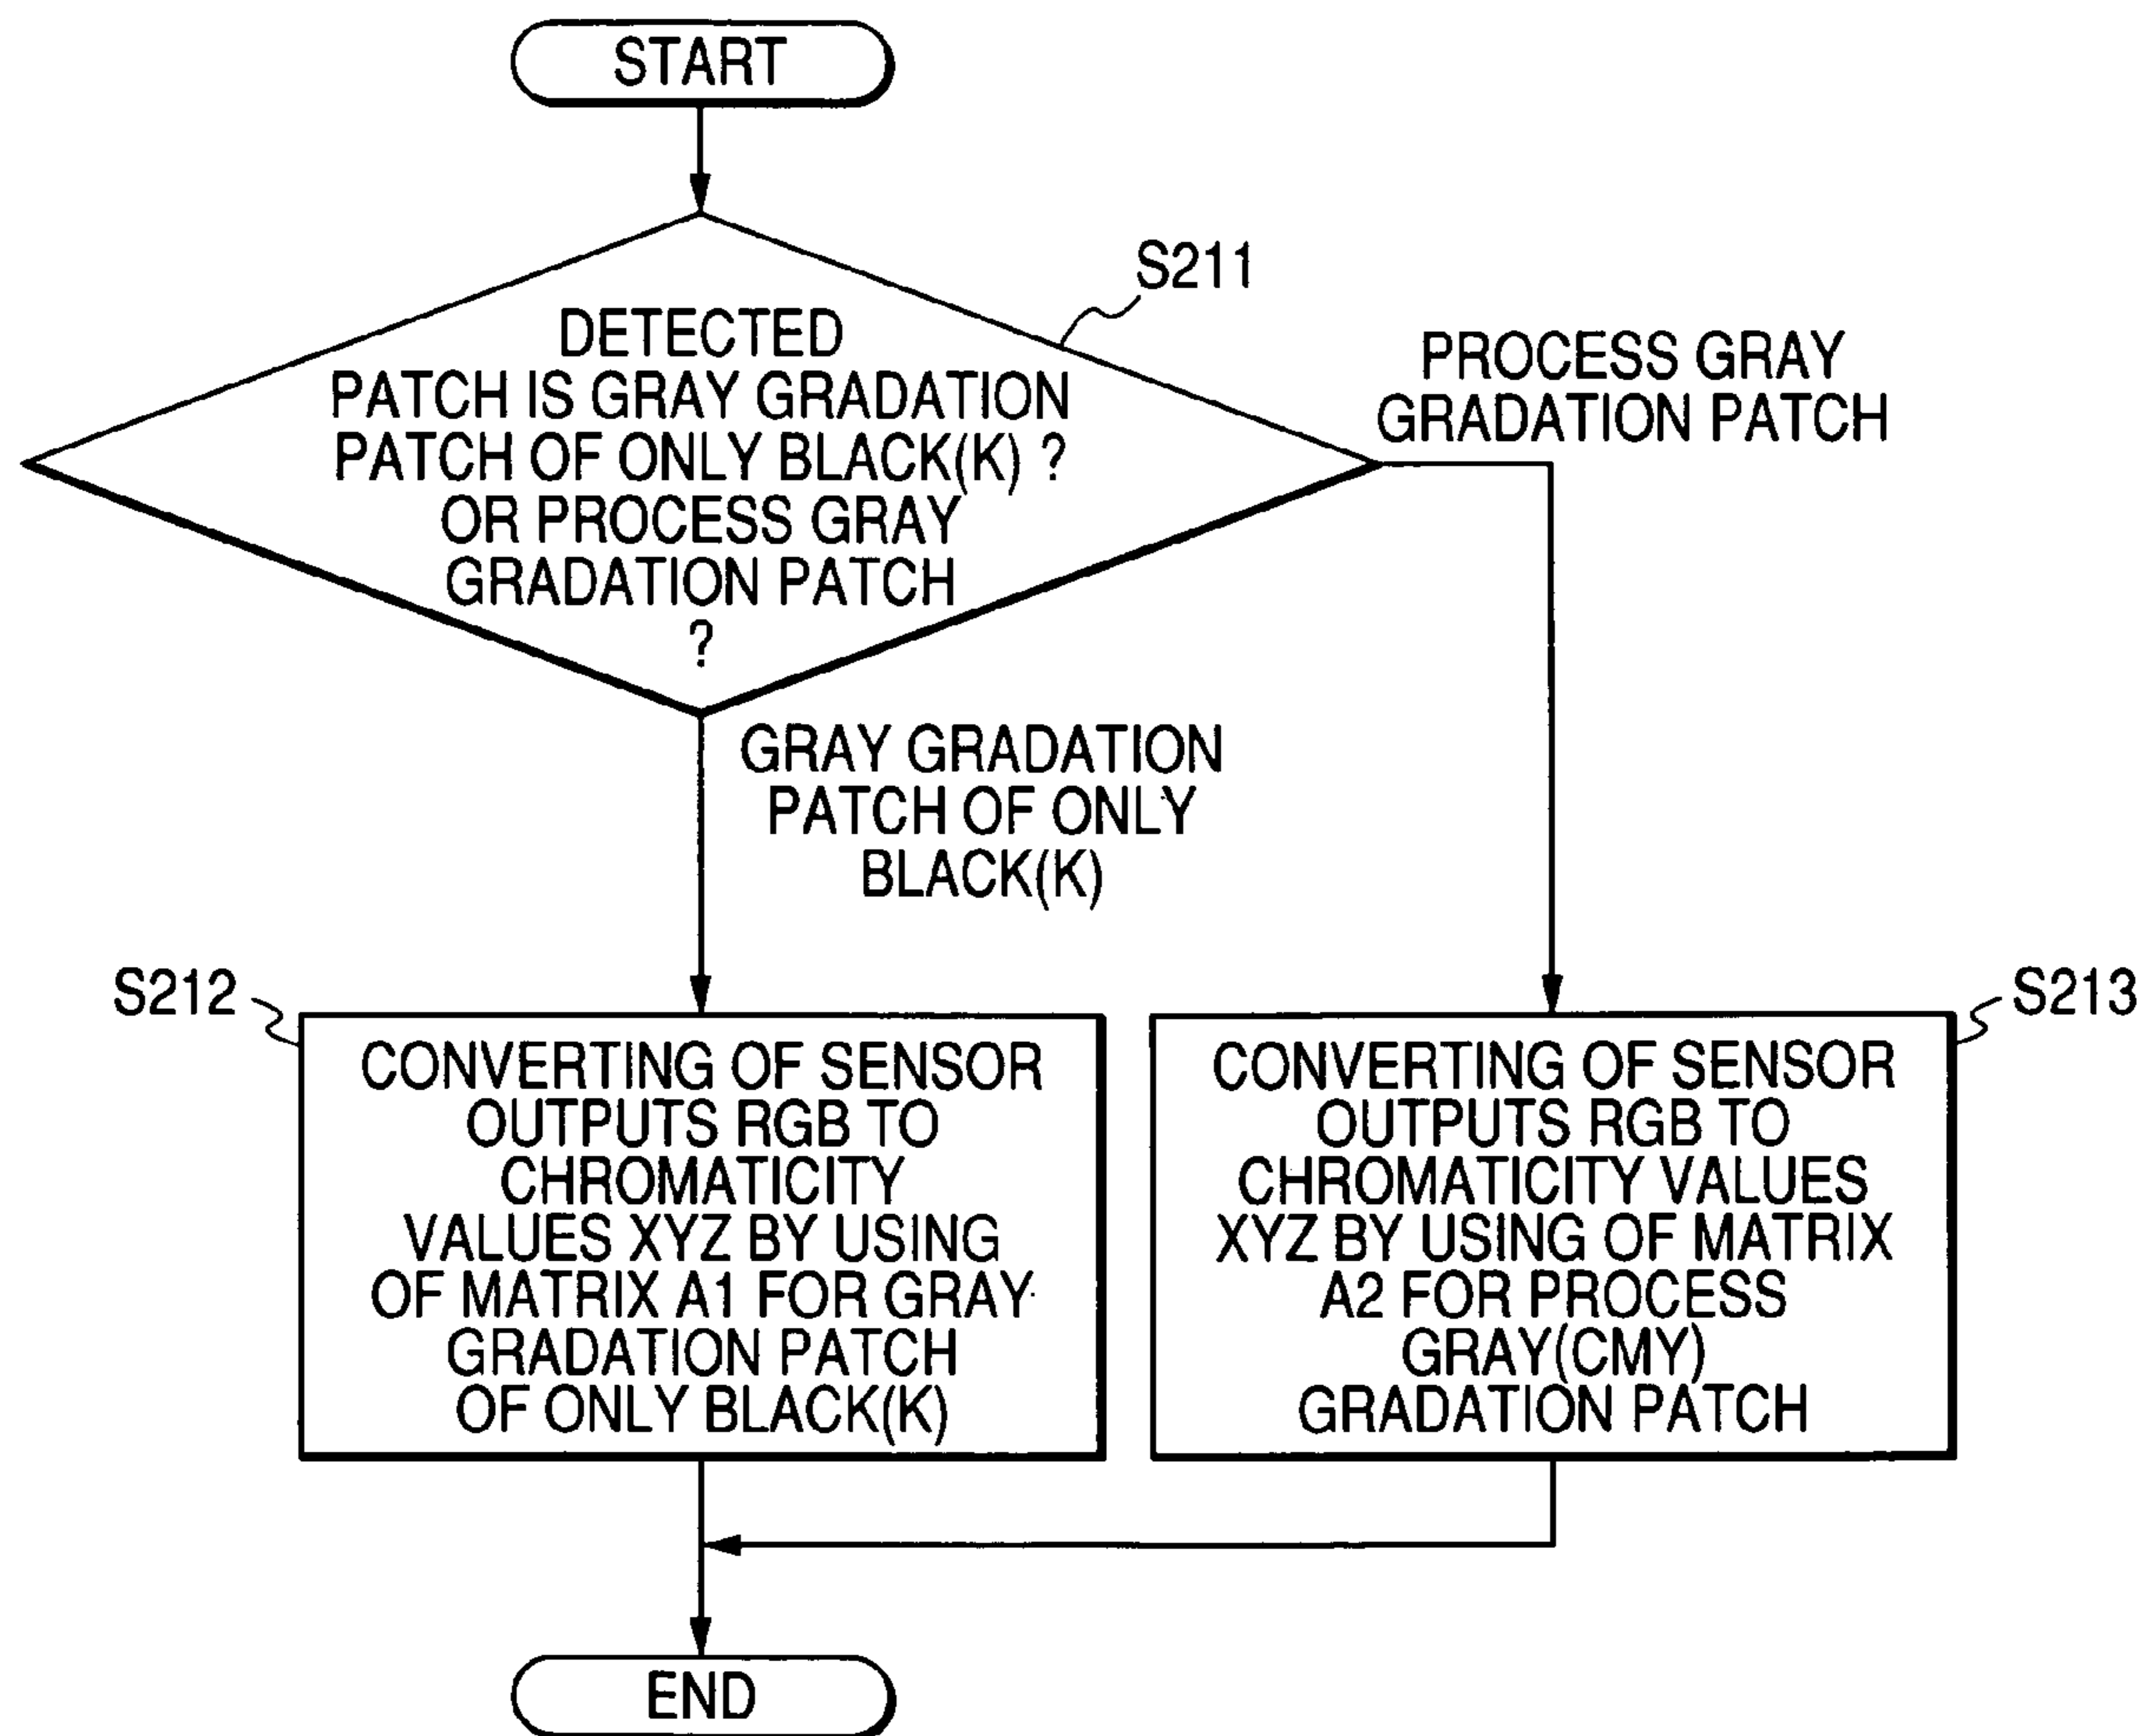 START
S211
DETECTED
PATCH IS GRAY GRADATION
PATCH OF ONLY BLACK(K) ?
OR PROCESS GRAY
GRADATION PATCH
?
PROCESS GRAY
GRADATION PATCH
GRAY GRADATION
PATCH OF ONLY
BLACK(K)
S212
CONVERTING OF SENSOR
OUTPUTS RGB TO
CHROMATICITY
VALUES XYZ BY USING
OF MATRIX A1 FOR GRAY
GRADATION PATCH
OF ONLY BLACK(K)
S213
CONVERTING OF SENSOR
OUTPUTS RGB TO
CHROMATICITY VALUES
XYZ BY USING OF MATRIX
A2 FOR PROCESS
GRAY(CMY)
GRADATION PATCH
END